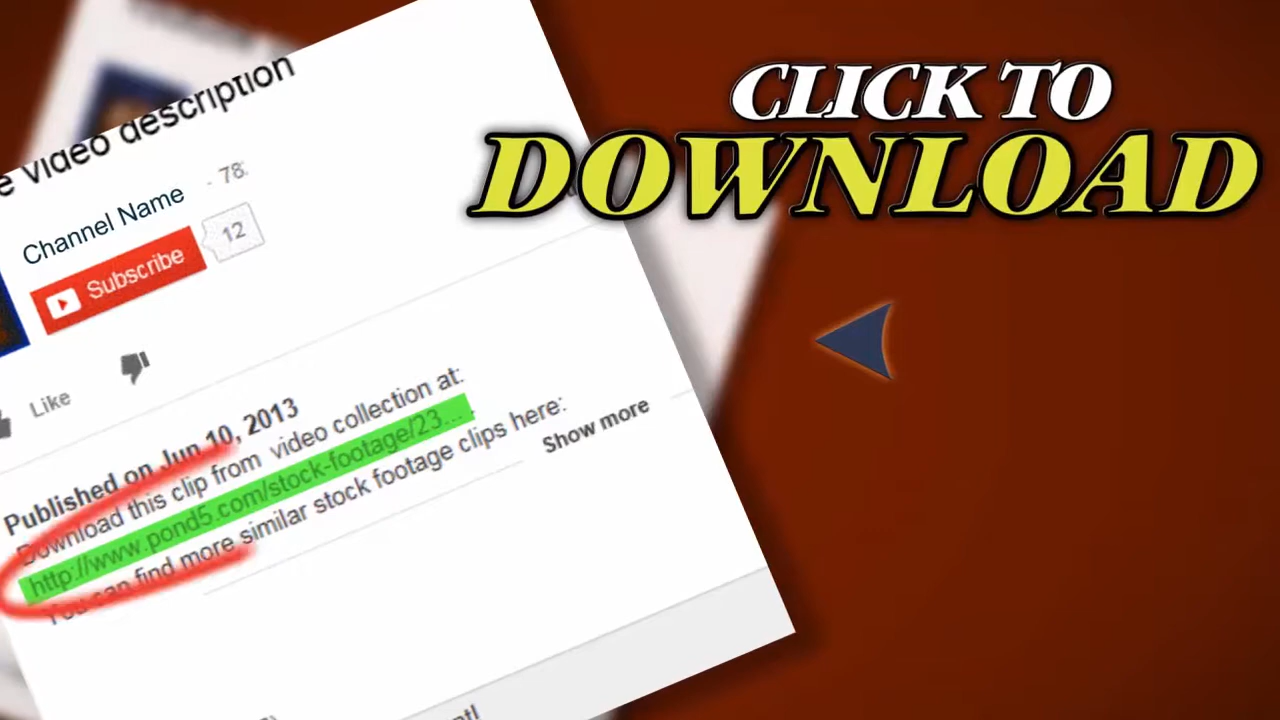 CLICK TO
DOWNLOAD
video description
Channel Name
Subscribe
12
Like
Published on Jun 10, 2013
Download this clip from video collection at:
http://www.pond5.com/stock-footage/23...
You can find more similar stock footage clips here:
Show more